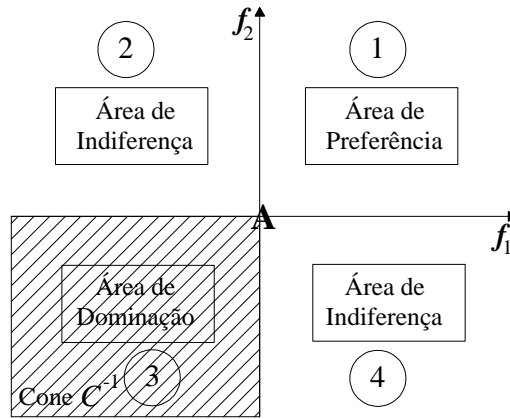 f2
2
1
Área de
Indiferença
Área de
Preferência
A
f1
Área de
Dominação
Área de
Indiferença
3
4
Cone C-1